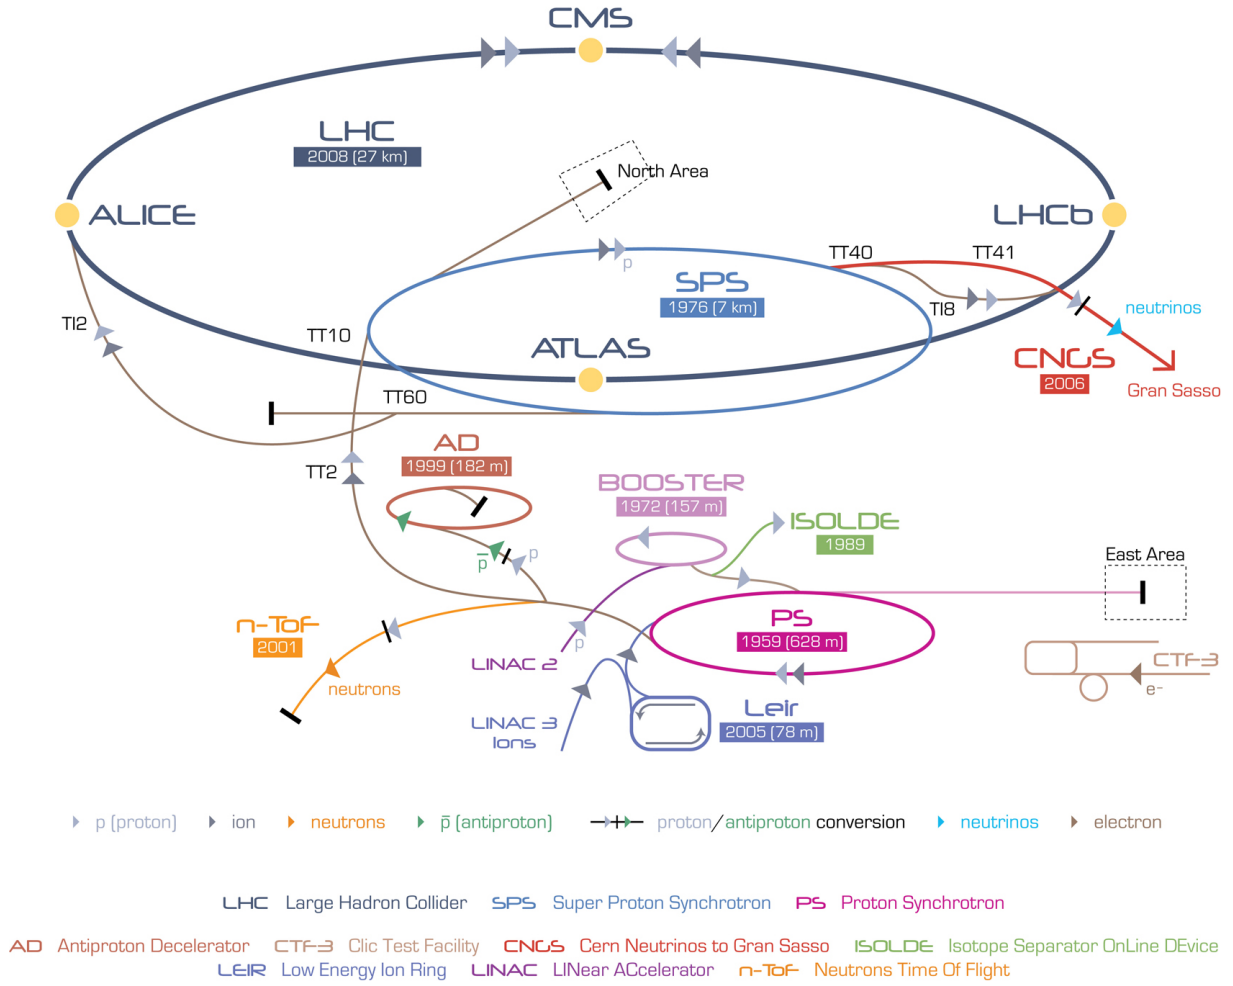 CMS
LHC
2008 (27 km)
North Area
ALICE
LHCb
p
TT40
TT41
SPS
1976 (7 km)
TI8
neutrinos
TI2
TT10
ATLAS
CNGS
2006
Gran Sasso
TT60
AD
1999 (182 m)
TT2
BOOSTER
1972 (157 m)
ISOLDE
1989
p̄
p
East Area
n-ToF
2001
PS
1959 (628 m)
p
LINAC 2
neutrons
CTF-3
e-
LINAC 3
Ions
Leir
2005 (78 m)
p (proton) ion neutrons p̄ (antiproton) proton/antiproton conversion neutrinos electron
LHC Large Hadron Collider SPS Super Proton Synchrotron PS Proton Synchrotron
AD Antiproton Decelerator CTF-3 Clic Test Facility CNGS Cern Neutrinos to Gran Sasso ISOLDE Isotope Separator OnLine DEvice
LEIR Low Energy Ion Ring LINAC LINear ACcelerator n-ToF Neutrons Time Of Flight